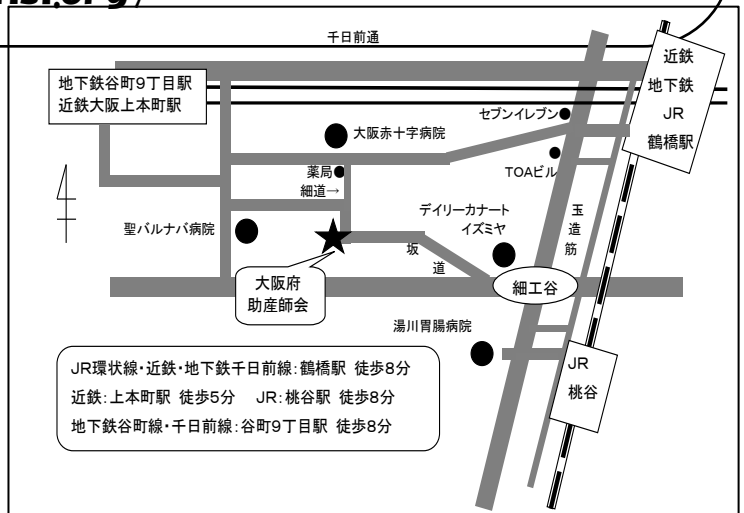 千日前通
近鉄
地下鉄
JR
鶴橋駅
地下鉄谷町9丁目駅
近鉄大阪上本町駅
セブンイレブン
大阪赤十字病院
TOAビル
薬局
細道→
デイリーカナート
イズミヤ
玉造筋
聖バルナバ病院
坂道
大阪府
助産師会
細工谷
湯川胃腸病院
JR
桃谷
JR環状線・近鉄・地下鉄千日前線:鶴橋駅 徒歩8分
近鉄:上本町駅 徒歩5分 JR:桃谷駅 徒歩8分
地下鉄谷町線・千日前線:谷町9丁目駅 徒歩8分